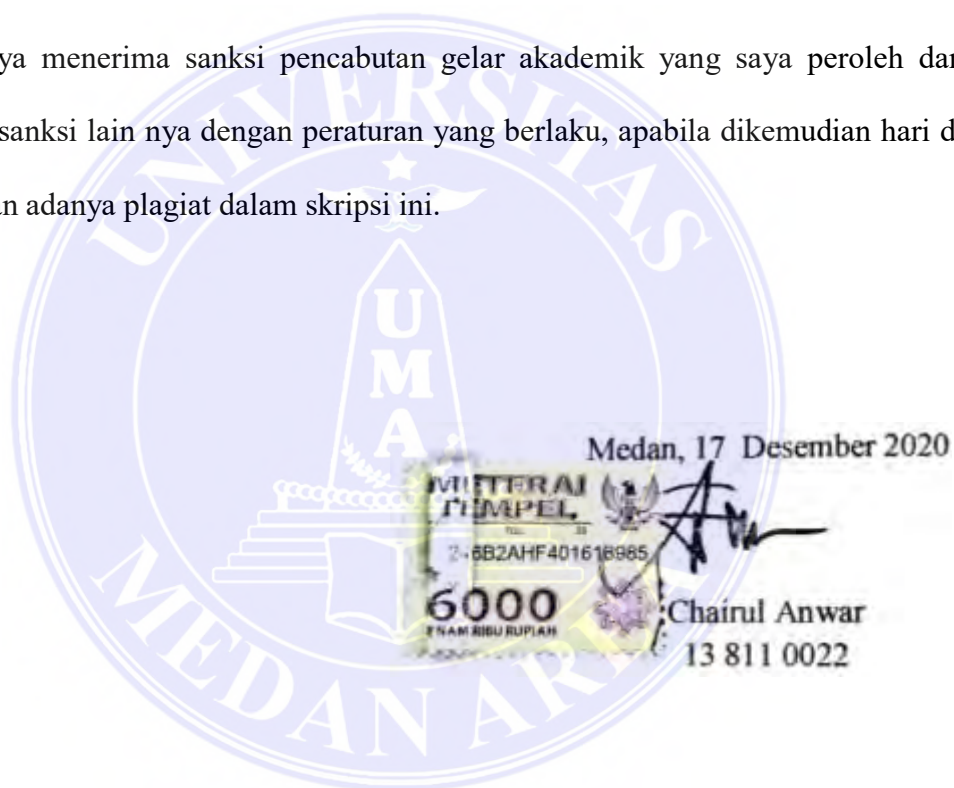 ya menerima sanksi pencabutan gelar akademik yang saya peroleh dan
sanksi lain nya dengan peraturan yang berlaku, apabila dikemudian hari d
n adanya plagiat dalam skripsi ini.
UNIVERSITAS
UMA
MEDAN AREA
Medan, 17 Desember 2020
METERAI
TEMPEL
6B2AHF401618985
6000
ENAM RIBU RUPIAH
Chairul Anwar
13 811 0022